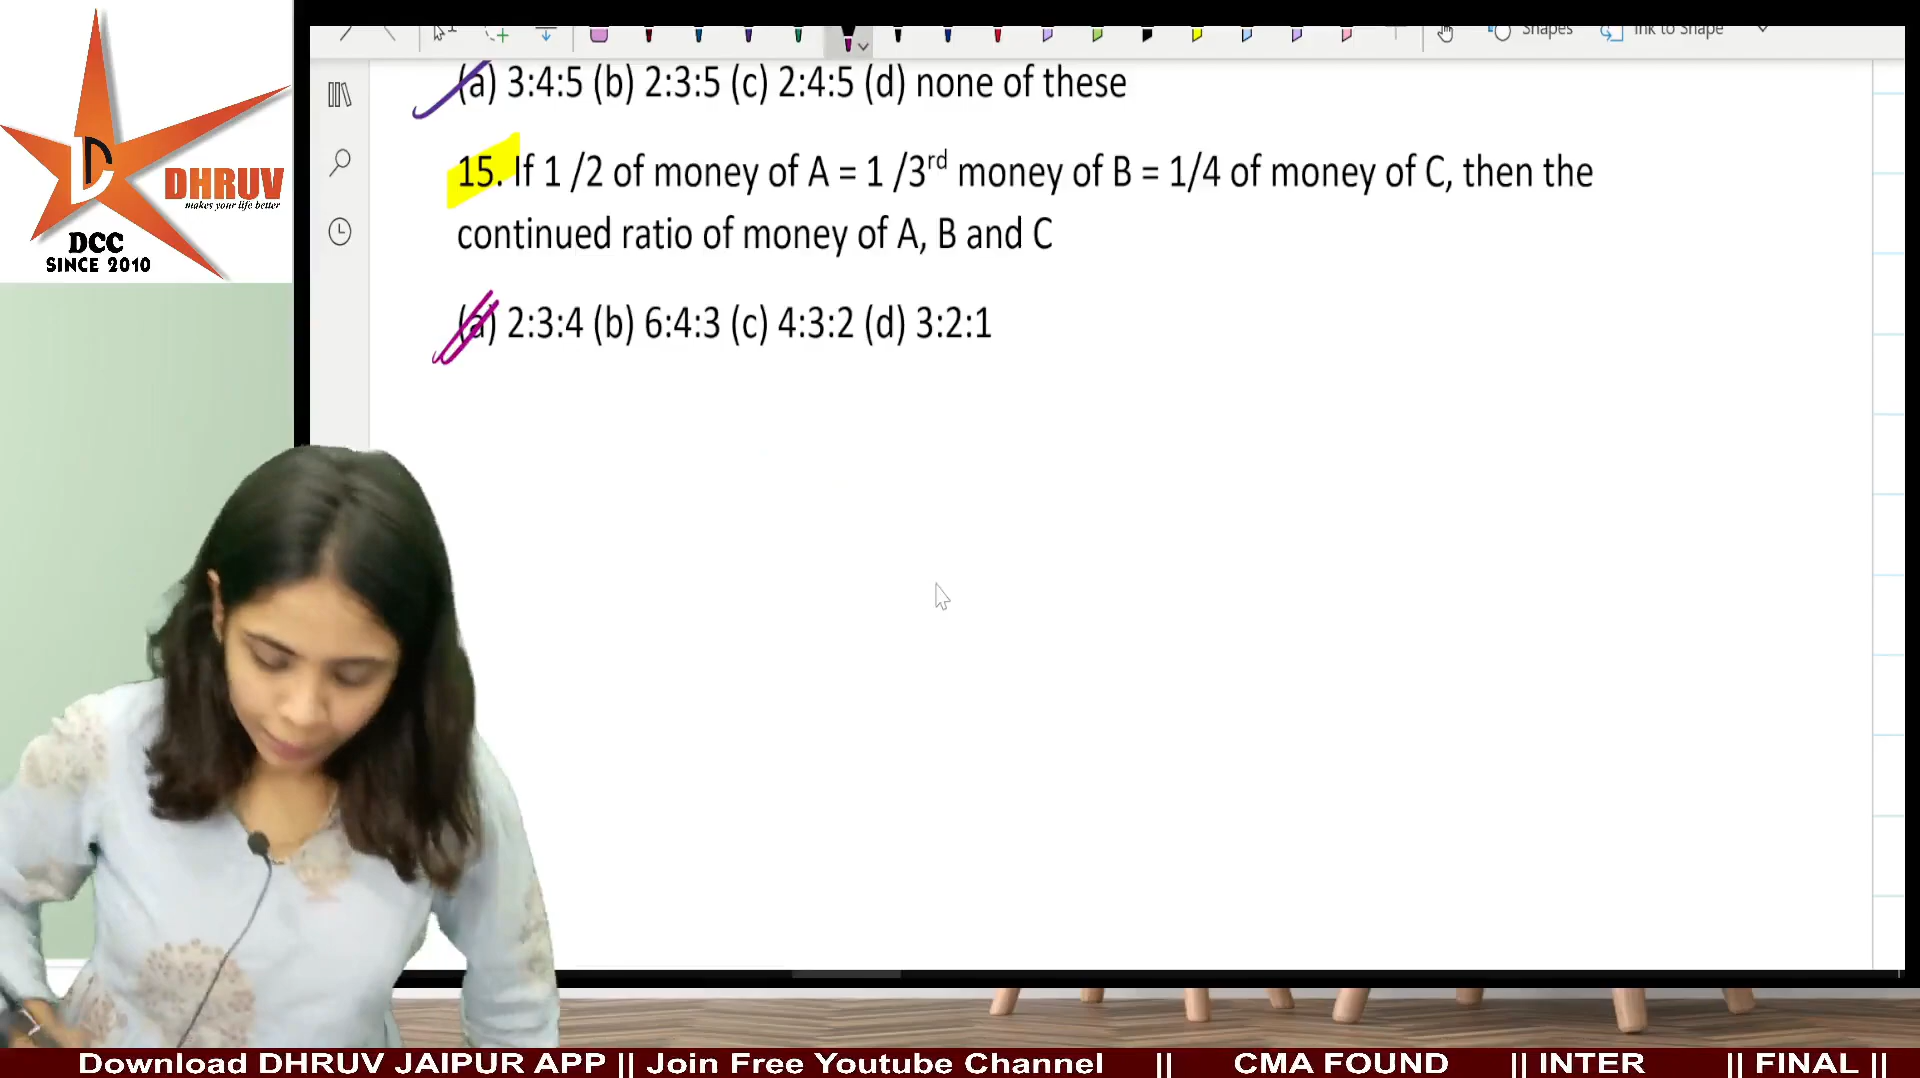 DHRUV
makes your life better
DCC
SINCE 2010
Shapes
Ink to Shape
(a) 3:4:5 (b) 2:3:5 (c) 2:4:5 (d) none of these
15. If 1 /2 of money of A = 1 /3rd money of B = 1/4 of money of C, then the
continued ratio of money of A, B and C
(a) 2:3:4 (b) 6:4:3 (c) 4:3:2 (d) 3:2:1
Download DHRUV JAIPUR APP || Join Free Youtube Channel || CMA FOUND || INTER || FINAL ||